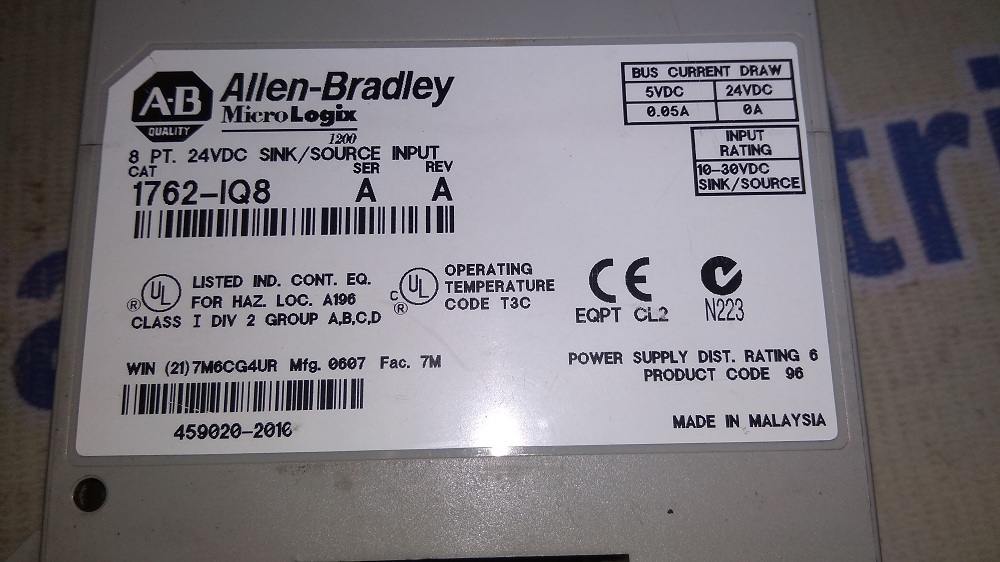 A·B
QUALITY
Allen-Bradley
MicroLogix
1200
8 PT. 24VDC SINK/SOURCE INPUT
CAT SER REV
1762-IQ8 A A
BUS CURRENT DRAW
5VDC 24VDC
0.05A 0A
INPUT
RATING
10-30VDC
SINK/SOURCE
UL ®
LISTED IND. CONT. EQ.
FOR HAZ. LOC. A196
CLASS I DIV 2 GROUP A,B,C,D
C UL ®
OPERATING
TEMPERATURE
CODE T3C
CE
EQPT CL2
N223
WIN (21)7M6CG4UR Mfg. 0607 Fac. 7M
459020-2010
POWER SUPPLY DIST. RATING 6
PRODUCT CODE 96
MADE IN MALAYSIA